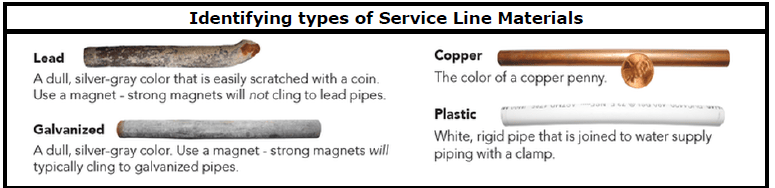 Identifying types of Service Line Materials
Lead
A dull, silver-gray color that is easily scratched with a coin.
Use a magnet - strong magnets will not cling to lead pipes.
Galvanized
A dull, silver-gray color. Use a magnet - strong magnets will
typically cling to galvanized pipes.
Copper
The color of a copper penny.
Plastic
White, rigid pipe that is joined to water supply
piping with a clamp.